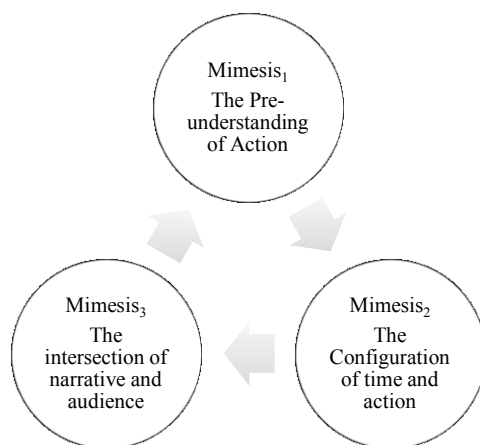 Mimesis₁
The Pre-
understanding
of Action
Mimesis₂
The
Configuration
of time and
action
Mimesis₃
The
intersection of
narrative and
audience